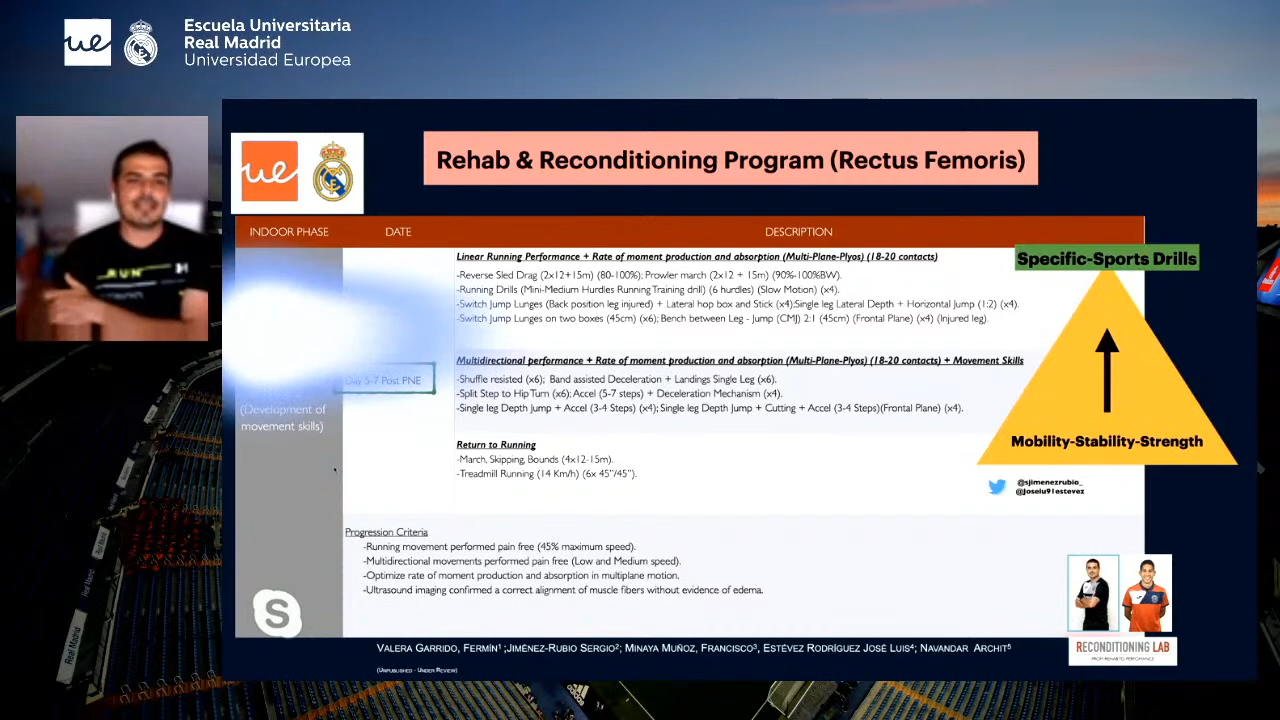 Escuela Universitaria
Real Madrid
Universidad Europea
ue
ue
Rehab & Reconditioning Program (Rectus Femoris)
INDOOR PHASE DATE DESCRIPTION
Linear Running Performance + Rate of moment production and absorption (Multi-Plane-Plyos) (18-20 contacts)
-Reverse Sled Drag (2x12+15m) (80-100%); Prowler march (2x12 + 15m) (90%-100%BW).
-Running Drills (Mini-Medium Hurdles Running Training drill) (6 hurdles) (Slow Motion) (x4).
-Switch Jump Lunges (Back position leg injured) + Lateral hop box and Stick (x4);Single leg Lateral Depth + Horizontal Jump (1:2) (x4).
-Switch Jump Lunges on two boxes (45cm) (x6); Bench between Leg - Jump (CMJ) 2:1 (45cm) (Frontal Plane) (x4) (Injured leg).
Multidirectional performance + Rate of moment production and absorption (Multi-Plane-Plyos) (18-20 contacts) + Movement Skills
-Shuffle resisted (x6); Band assisted Deceleration + Landings Single Leg (x6).
-Split Step to Hip Turn (x6); Accel (5-7 steps) + Deceleration Mechanism (x4).
-Single leg Depth Jump + Accel (3-4 Steps) (x4); Single leg Depth Jump + Cutting + Accel (3-4 Steps)(Frontal Plane) (x4).
Day 5-7 Post PNE
(Development of
movement skills)
Return to Running
-March, Skipping, Bounds (4x12-15m).
-Treadmill Running (14 Km/h) (6x 45''/45'').
Specific-Sports Drills
Mobility-Stability-Strength
@sjimenezrubio_
@joselu91estevez
Progression Criteria
-Running movement performed pain free (45% maximum speed).
-Multidirectional movements performed pain free (Low and Medium speed).
-Optimize rate of moment production and absorption in multiplane motion.
-Ultrasound imaging confirmed a correct alignment of muscle fibers without evidence of edema.
S
VALERA GARRIDO, FERMÍN1 ;JIMÉNEZ-RUBIO SERGIO2; MINAYA MUÑOZ, FRANCISCO3, ESTÉVEZ RODRÍGUEZ JOSÉ LUIS4; NAVANDAR ARCHIT5
(UNPUBLISHED - UNDER REVIEW)
RECONDITIONING LAB
FROM REHAB TO PERFOMANCE
Real Madrid